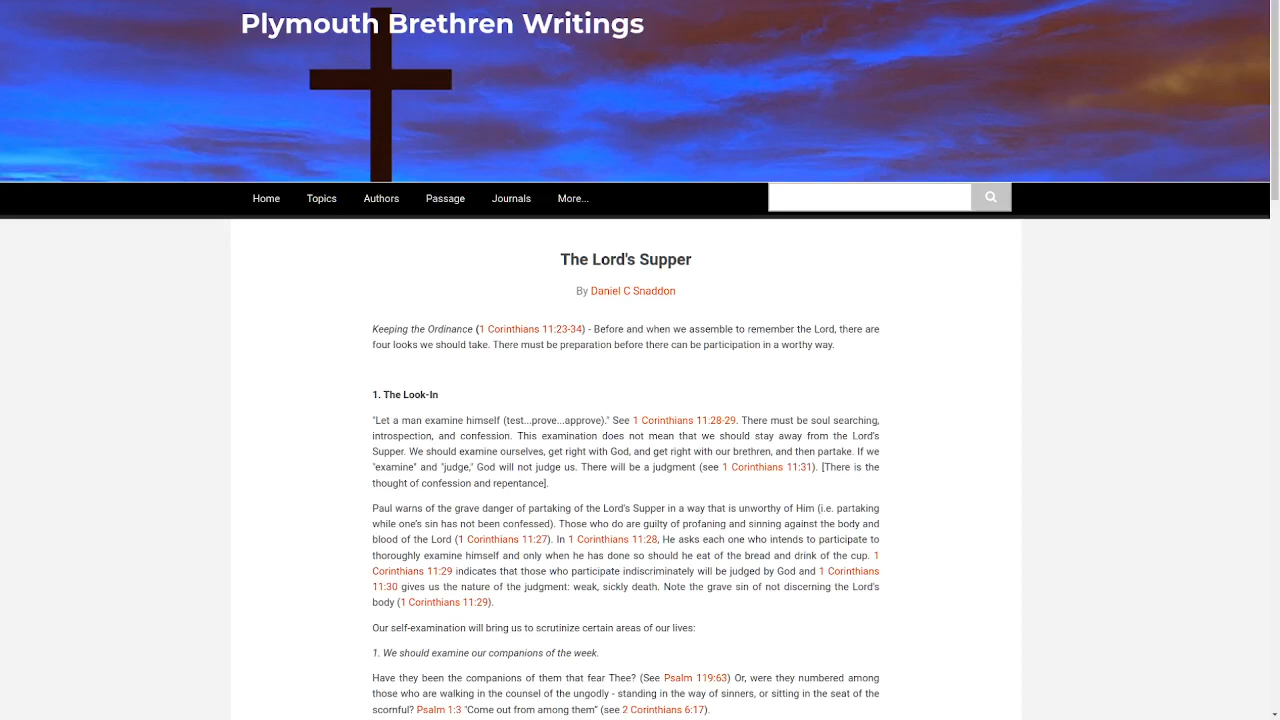 Plymouth Brethren Writings
Home Topics Authors Passage Journals More...
The Lord's Supper
By Daniel C Snaddon
Keeping the Ordinance (1 Corinthians 11:23-34) - Before and when we assemble to remember the Lord, there are
four looks we should take. There must be preparation before there can be participation in a worthy way.
1. The Look-In
"Let a man examine himself (test...prove...approve)." See 1 Corinthians 11:28-29. There must be soul searching,
introspection, and confession. This examination does not mean that we should stay away from the Lord's
Supper. We should examine ourselves, get right with God, and get right with our brethren, and then partake. If we
"examine" and "judge," God will not judge us. There will be a judgment (see 1 Corinthians 11:31). [There is the
thought of confession and repentance].
Paul warns of the grave danger of partaking of the Lord's Supper in a way that is unworthy of Him (i.e. partaking
while one's sin has not been confessed). Those who do are guilty of profaning and sinning against the body and
blood of the Lord (1 Corinthians 11:27). In 1 Corinthians 11:28, He asks each one who intends to participate to
thoroughly examine himself and only when he has done so should he eat of the bread and drink of the cup. 1
Corinthians 11:29 indicates that those who participate indiscriminately will be judged by God and 1 Corinthians
11:30 gives us the nature of the judgment: weak, sickly death. Note the grave sin of not discerning the Lord's
body (1 Corinthians 11:29).
Our self-examination will bring us to scrutinize certain areas of our lives:
1. We should examine our companions of the week.
Have they been the companions of them that fear Thee? (See Psalm 119:63) Or, were they numbered among
those who are walking in the counsel of the ungodly - standing in the way of sinners, or sitting in the seat of the
scornful? Psalm 1:3 "Come out from among them" (see 2 Corinthians 6:17).